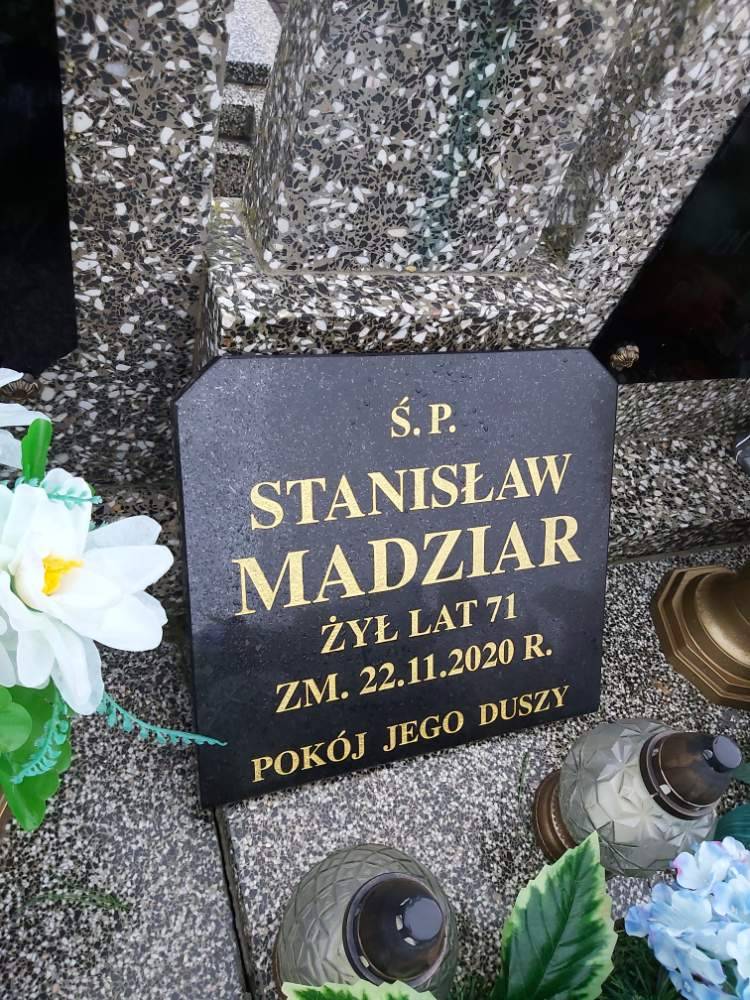 Ś. P.
STANISŁAW
MADZIAR
ŻYŁ LAT 71
ZM. 22.11.2020 R.
POKÓJ JEGO DUSZY